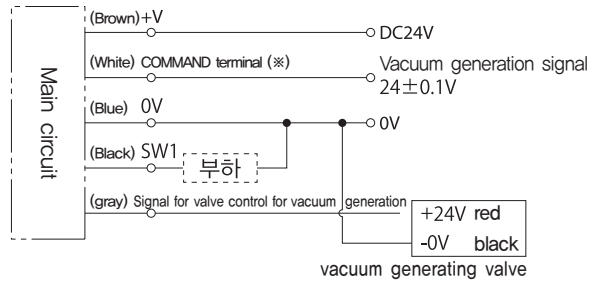 (Brown)+V
DC24V
(White) COMMAND terminal (※)
Vacuum generation signal
24±0.1V
Main circuit
(Blue) 0V
0V
(Black) SW1
부하
(gray) Signal for valve control for vacuum generation
+24V red
-0V black
vacuum generating valve